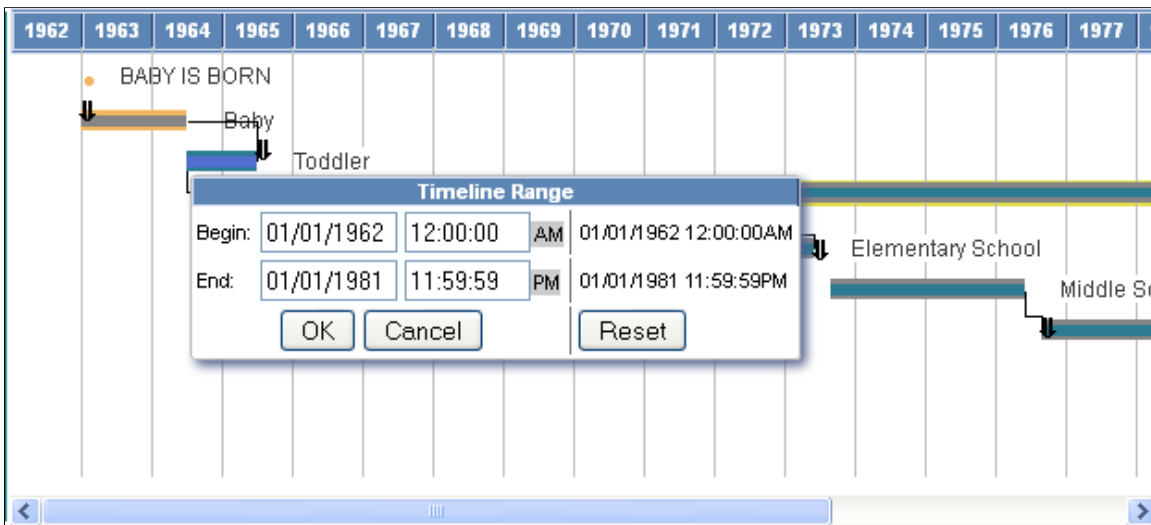 1962 1963 1964 1965 1966 1967 1968 1969 1970 1971 1972 1973 1974 1975 1976 1977
BABY IS BORN
Baby
Toddler
Timeline Range
Begin: 01/01/1962 12:00:00 AM 01/01/1962 12:00:00AM
Elementary School
End: 01/01/1981 11:59:59 PM 01/01/1981 11:59:59PM
Middle Sc
OK Cancel Reset